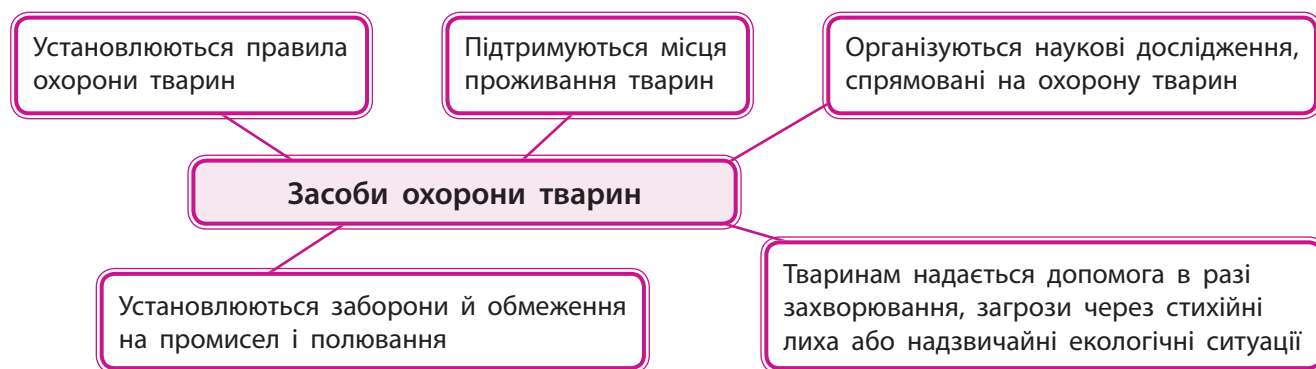 Установлюються правила
охорони тварин
Підтримуються місця
проживання тварин
Організуються наукові дослідження,
спрямовані на охорону тварин
Засоби охорони тварин
Установлюються заборони й обмеження
на промисел і полювання
Тваринам надається допомога в разі
захворювання, загрози через стихійні
лиха або надзвичайні екологічні ситуації